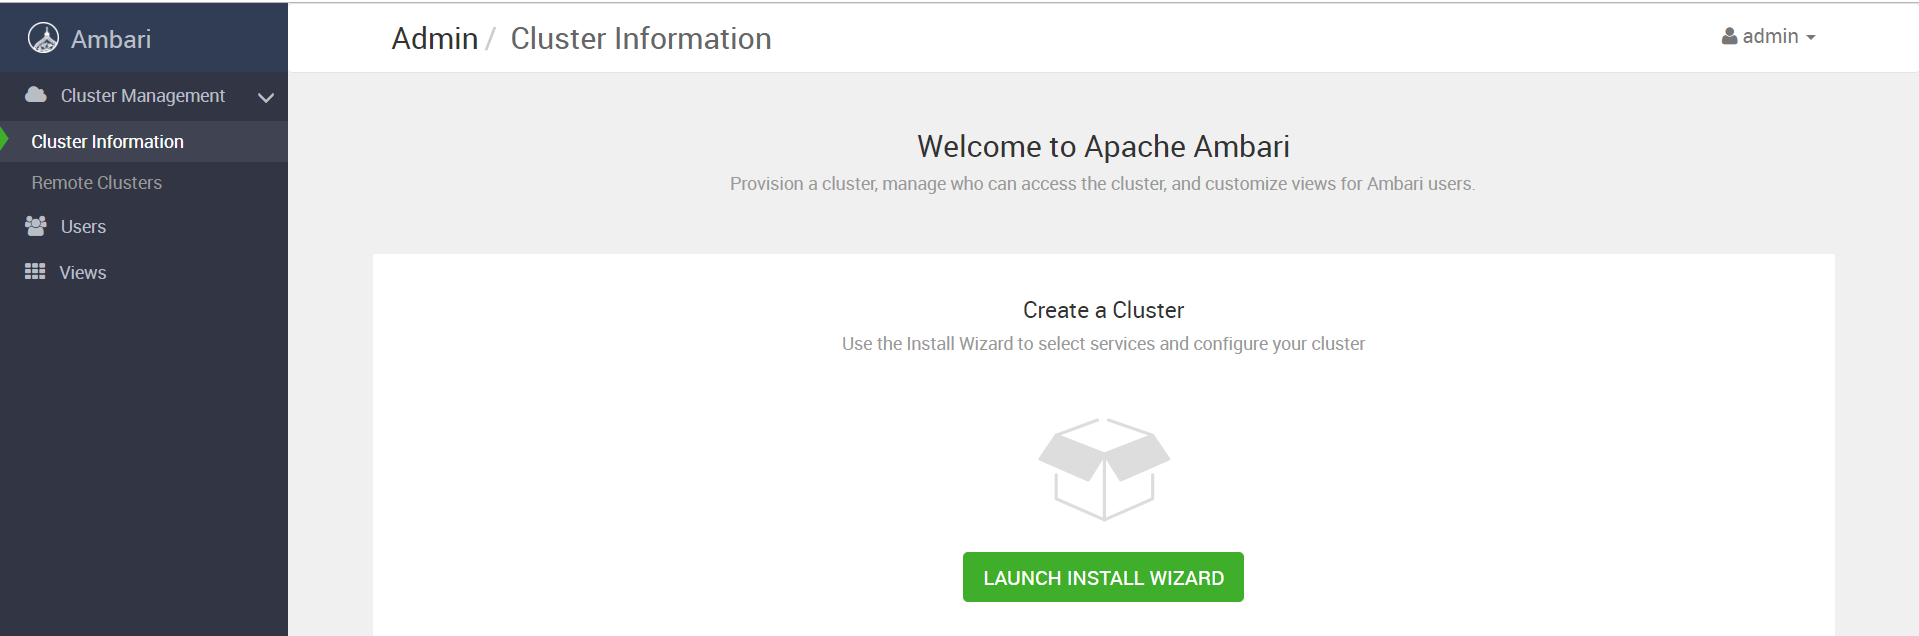 Ambari
Admin / Cluster Information
admin
Cluster Management
Cluster Information
Remote Clusters
Users
Views
Welcome to Apache Ambari
Provision a cluster, manage who can access the cluster, and customize views for Ambari users.
Create a Cluster
Use the Install Wizard to select services and configure your cluster
LAUNCH INSTALL WIZARD